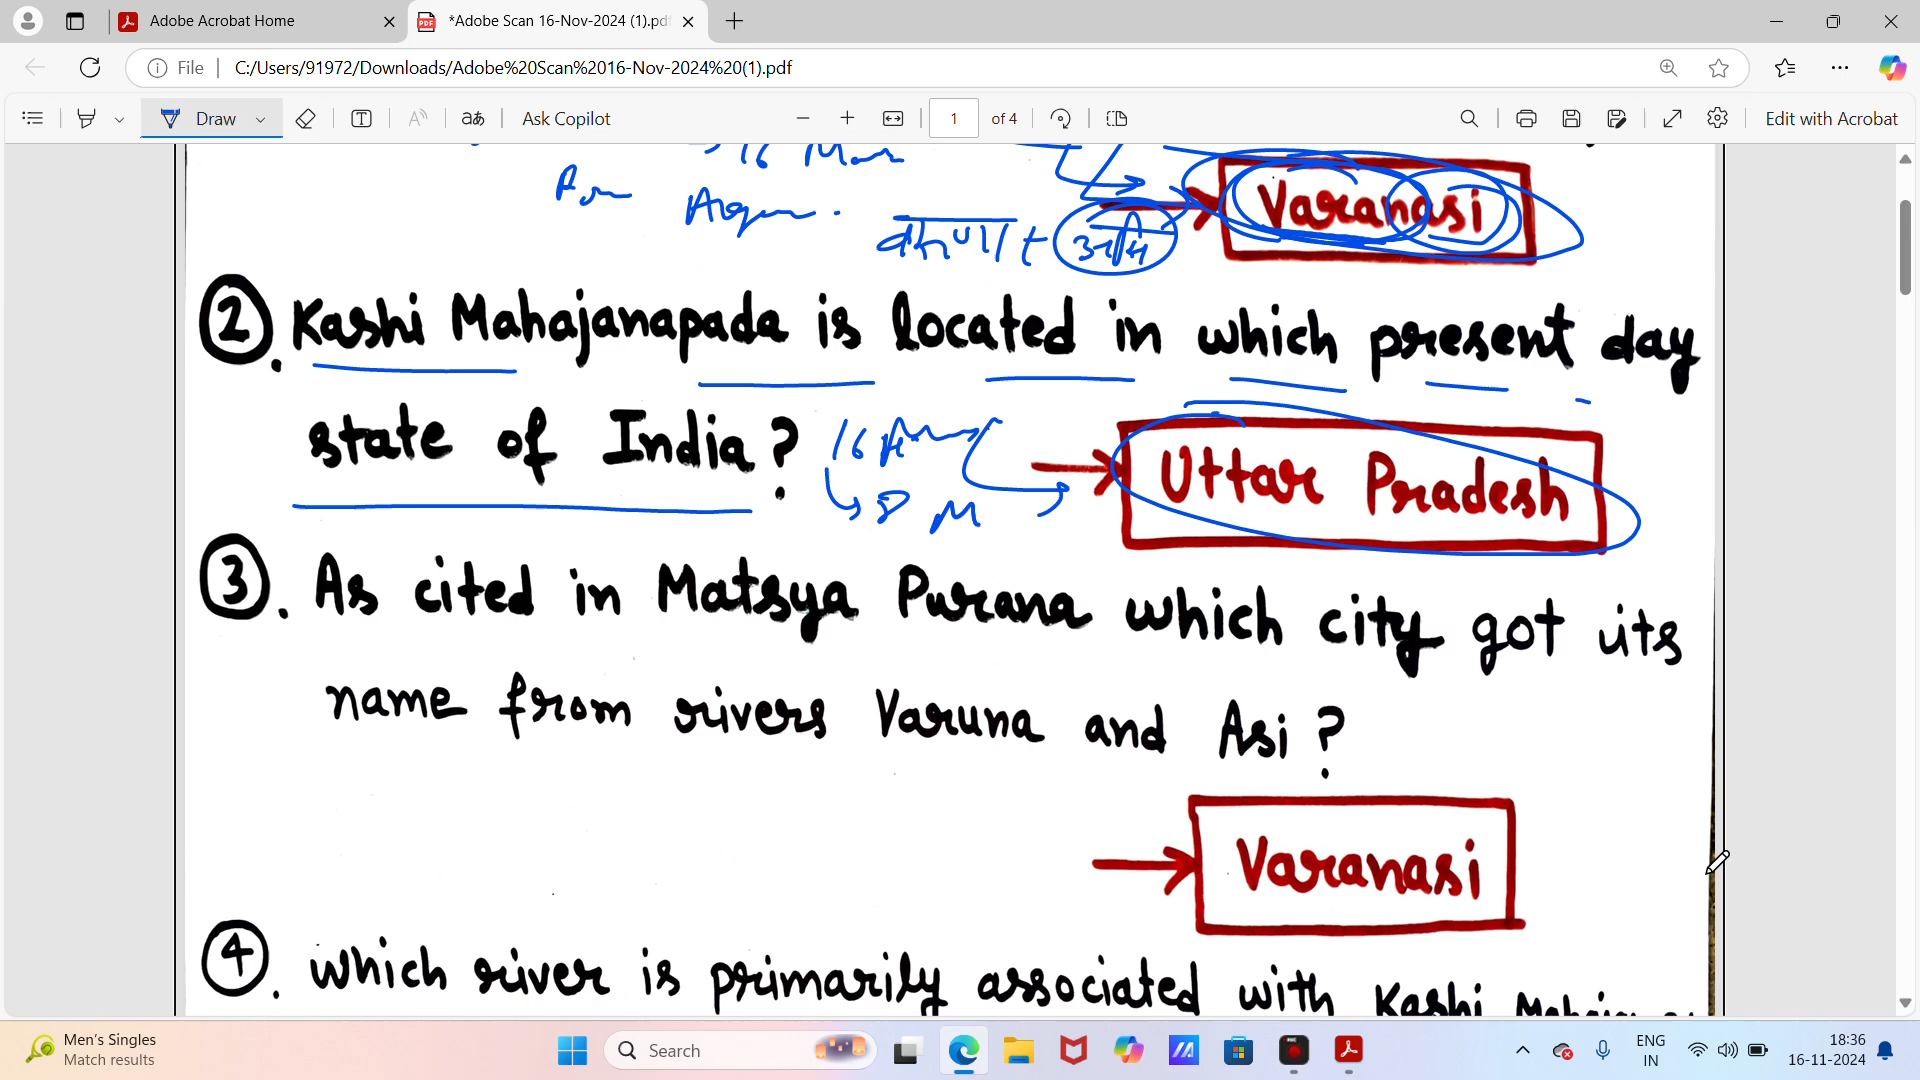 Adobe Acrobat Home
*Adobe Scan 16-Nov-2024 (1).pd
File
C:/Users/91972/Downloads/Adobe%20Scan%2016-Nov-2024%20(1).pdf
Draw
Ask Copilot
1 of 4
Edit with Acrobat
16
Varanasi
+
② Kashi Mahajanapada is located in which present day
state of India? 16
8 M
Uttar Pradesh
③. As cited in Matsya Purana which city got its
name from rivers Varuna and Asi?
Varanasi
④. which river is primarily associated with Kashi
Men's Singles
Match results
Search
ENG
IN
18:36
16-11-2024